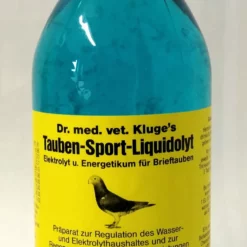 Dr. med. vet. Kluge's
Tauben-Sport-Liquidolyt
Elektrolyt u. Energetikum für Brieftauben
Präparat zur Regulation des Wasser-
und Elektrolythaushaltes und zur